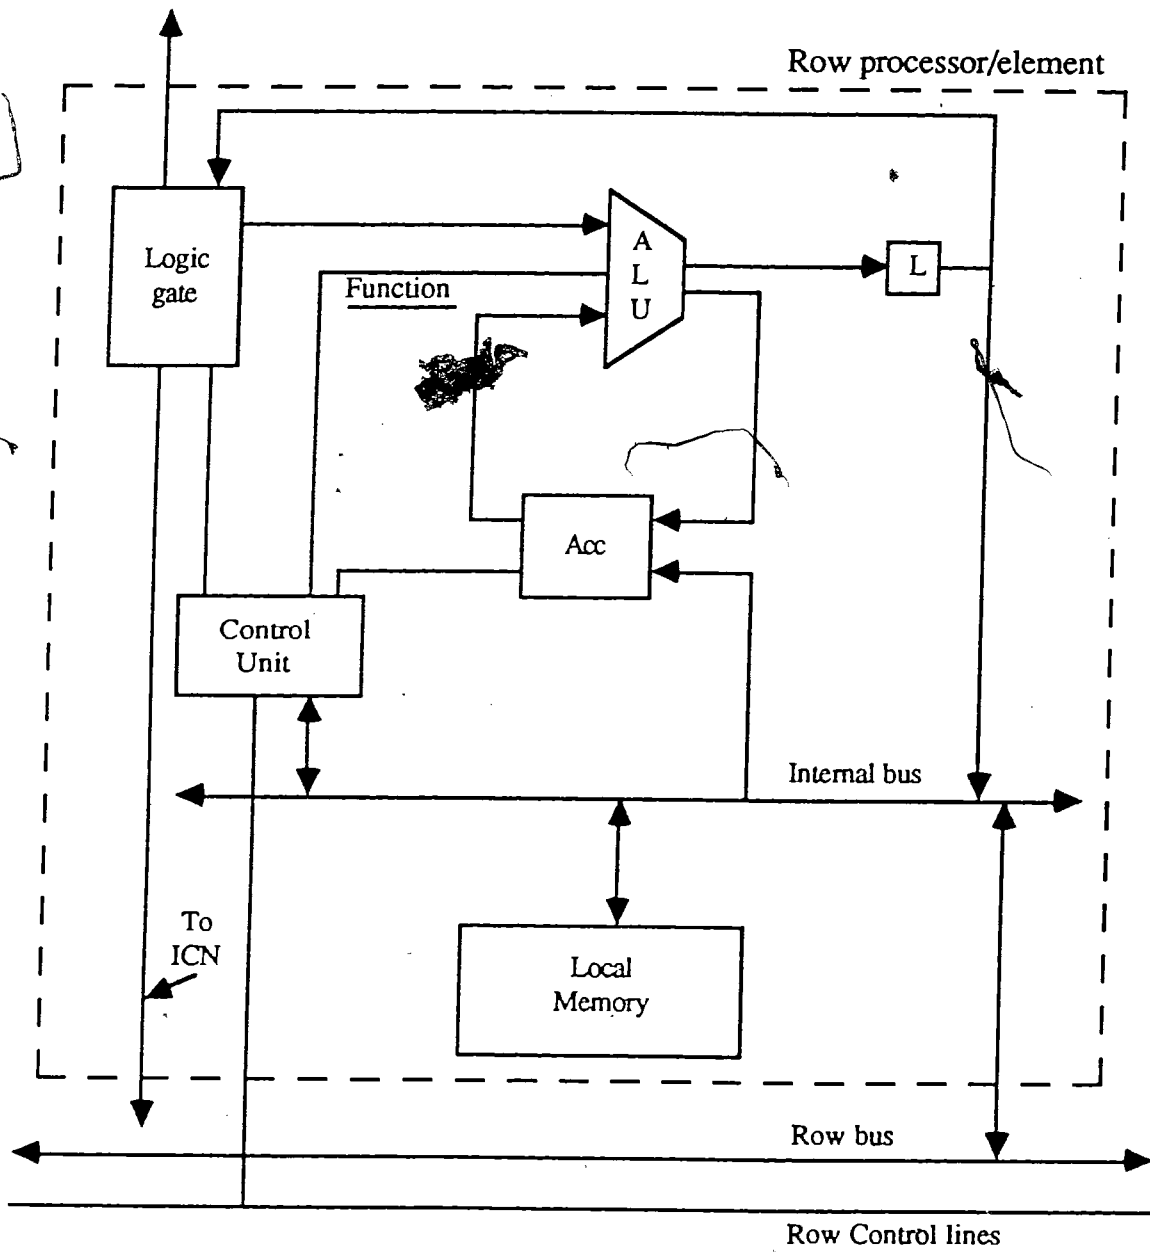 Row processor/element
Logic
gate
Function
A
L
U
L
Acc
Control
Unit
Internal bus
To
ICN
Local
Memory
Row bus
Row Control lines